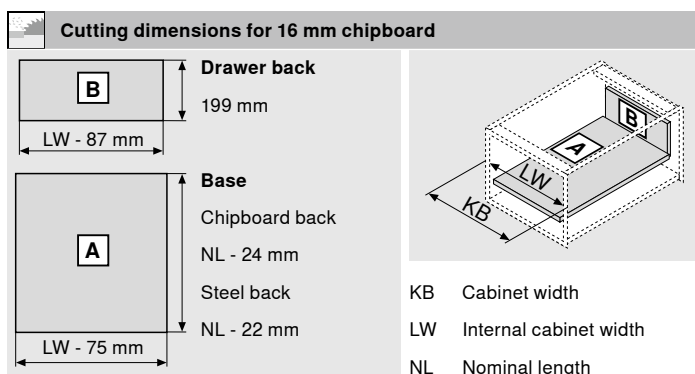 Cutting dimensions for 16 mm chipboard
B
Drawer back
199 mm
LW - 87 mm
A
Base
Chipboard back
NL - 24 mm
Steel back
NL - 22 mm
LW - 75 mm
B
A
LW
KB
KB Cabinet width
LW Internal cabinet width
NL Nominal length